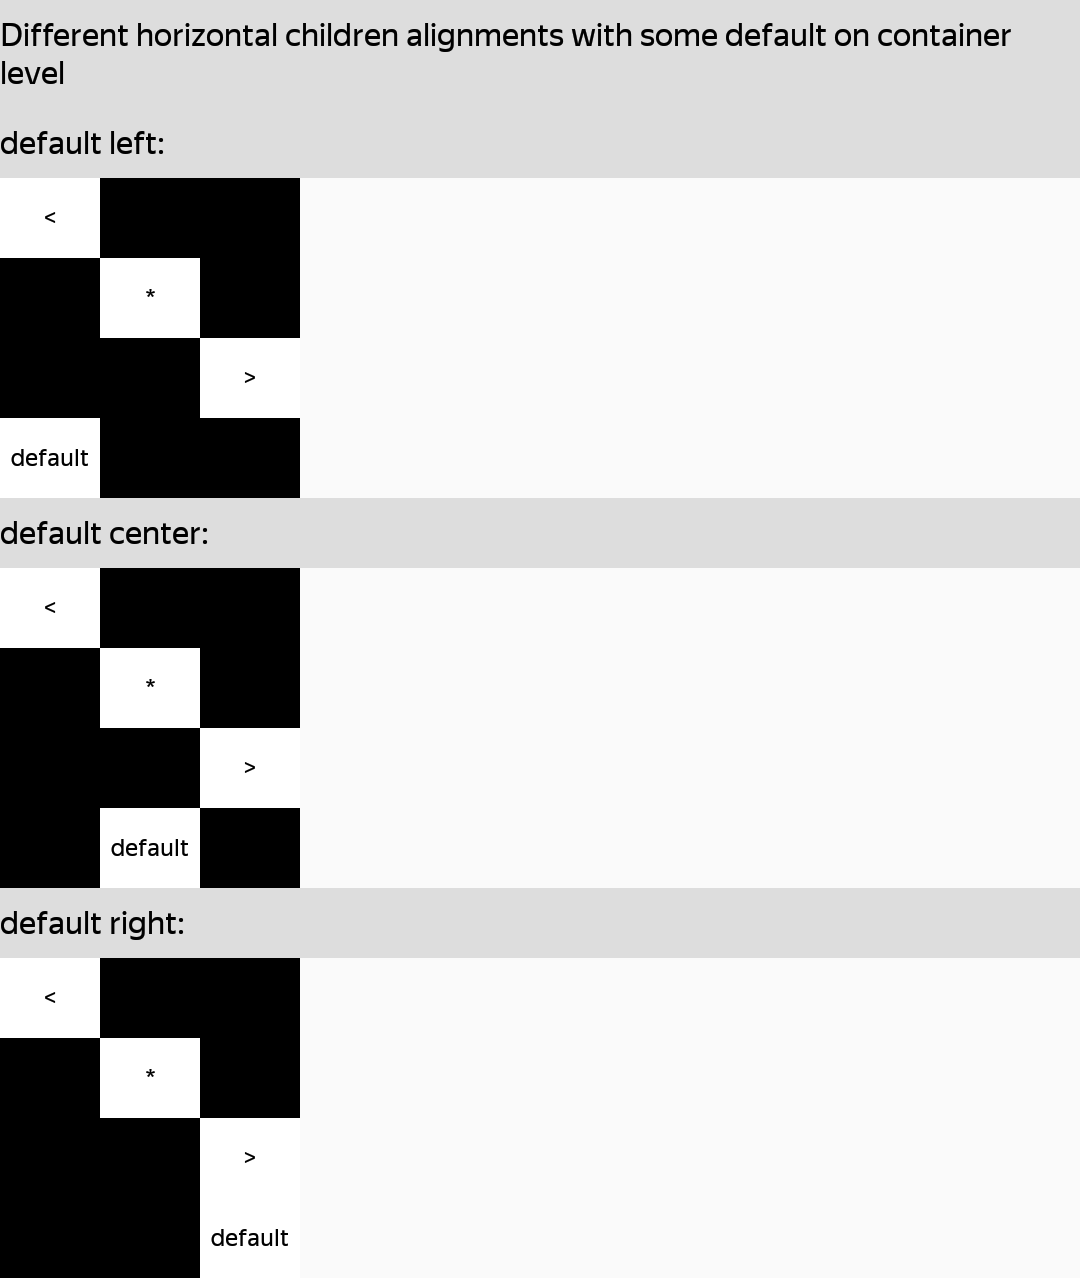 Different horizontal children alignments with some default on container
level
default left:
<
*
>
default
default center:
<
*
>
default
default right:
<
*
>
default